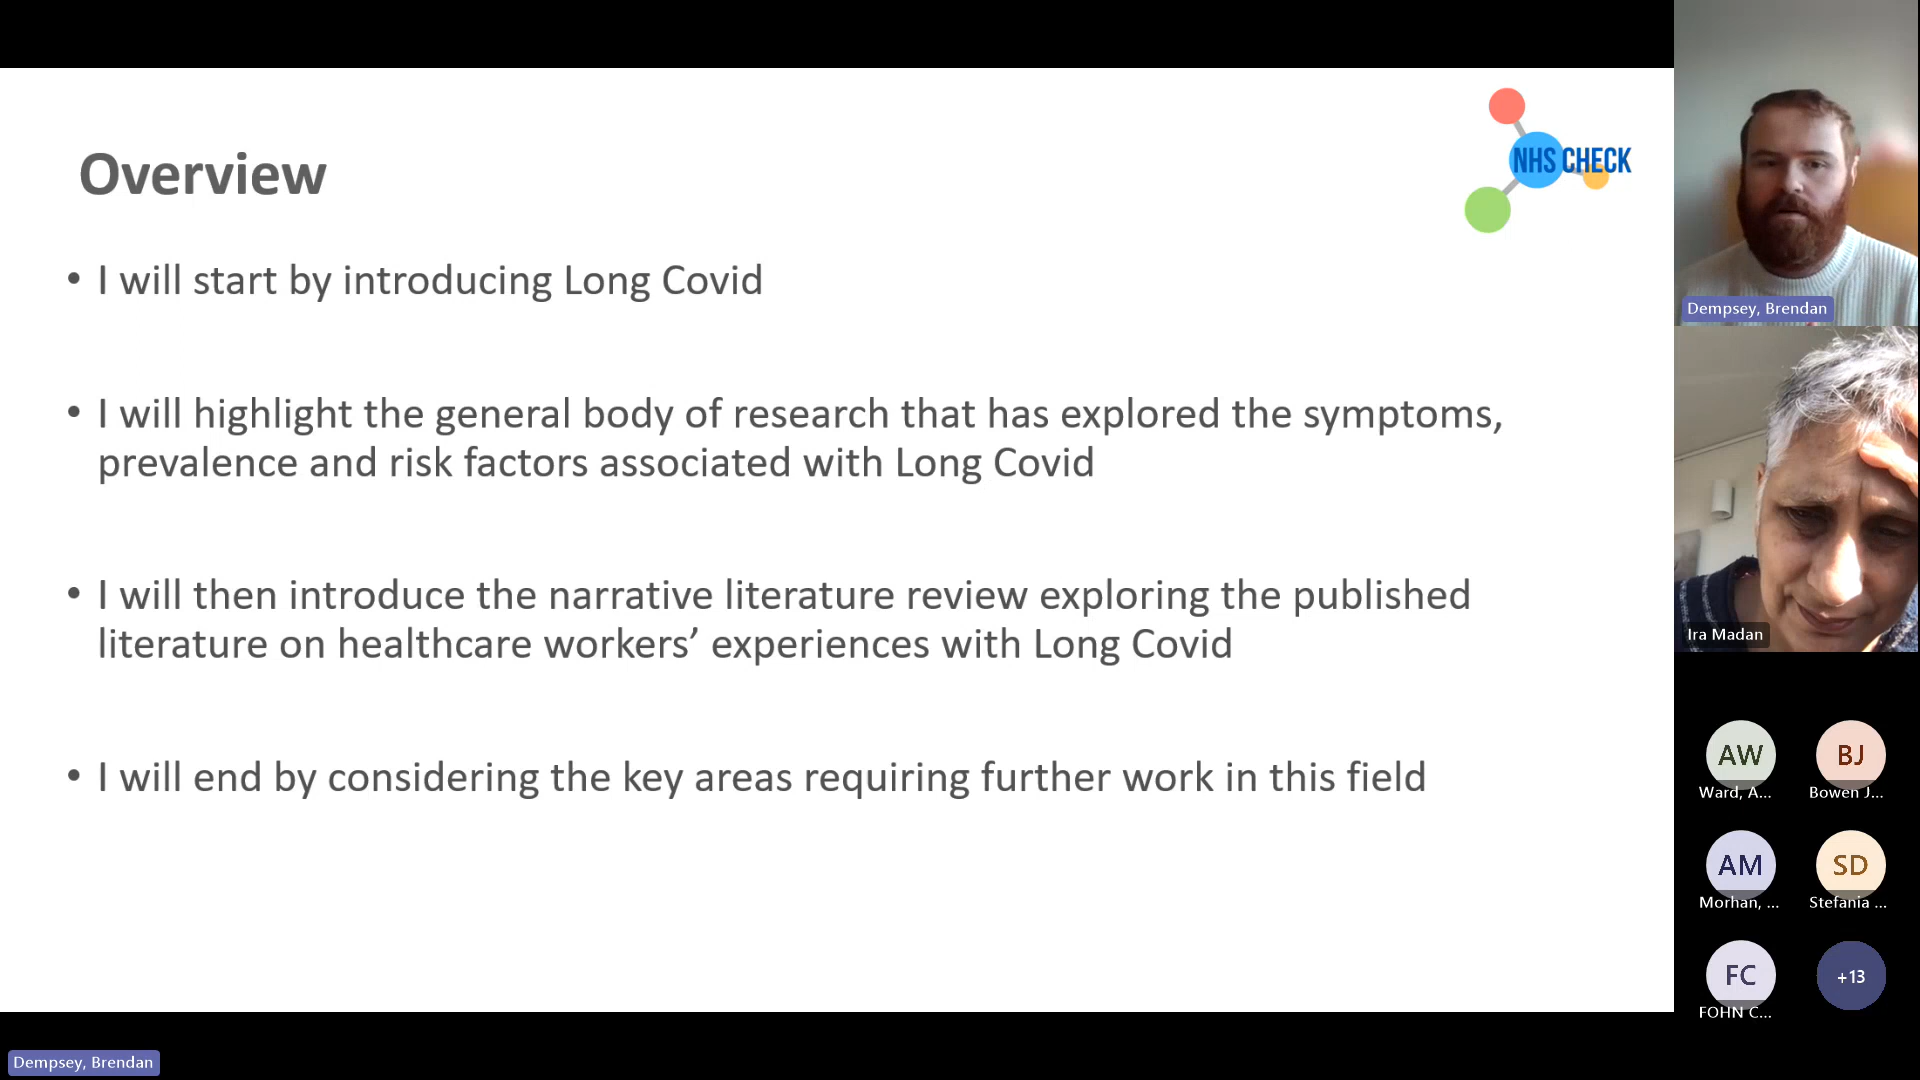 Overview
NHS CHECK
• I will start by introducing Long Covid
• I will highlight the general body of research that has explored the symptoms,
prevalence and risk factors associated with Long Covid
• I will then introduce the narrative literature review exploring the published
literature on healthcare workers’ experiences with Long Covid
• I will end by considering the key areas requiring further work in this field
Dempsey, Brendan
Ira Madan
AW
Ward, A...
BJ
Bowen J...
AM
Morhan, ...
SD
Stefania ...
FC
FOHN C...
+13
Dempsey, Brendan